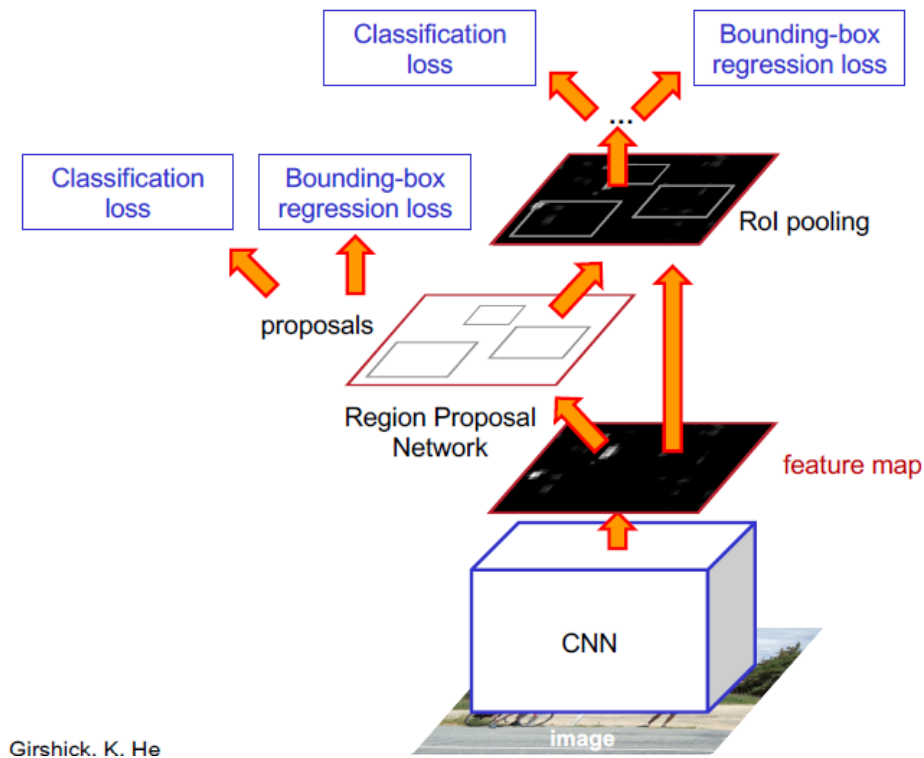 Classification
loss
Bounding-box
regression loss
...
Classification
loss
Bounding-box
regression loss
RoI pooling
proposals
Region Proposal
Network
feature map
CNN
image
Girshick, K. He